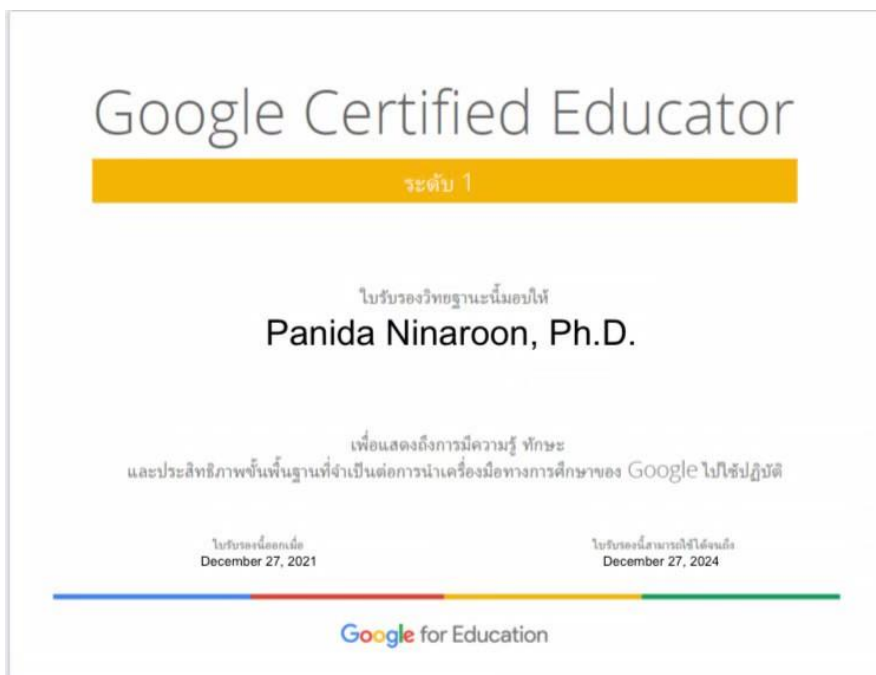 Google Certified Educator
ระดับ 1
ใบรับรองวิทยฐานะนี้มอบให้
Panida Ninaroon, Ph.D.
เพื่อแสดงถึงการมีความรู้ ทักษะ
และประสิทธิภาพขั้นพื้นฐานที่จำเป็นต่อการนำเครื่องมือทางการศึกษาของ Google ไปใช้ปฏิบัติ
ใบรับรองนี้ออกเมื่อ
December 27, 2021
ใบรับรองนี้สามารถใช้ได้จนถึง
December 27, 2024
Google for Education